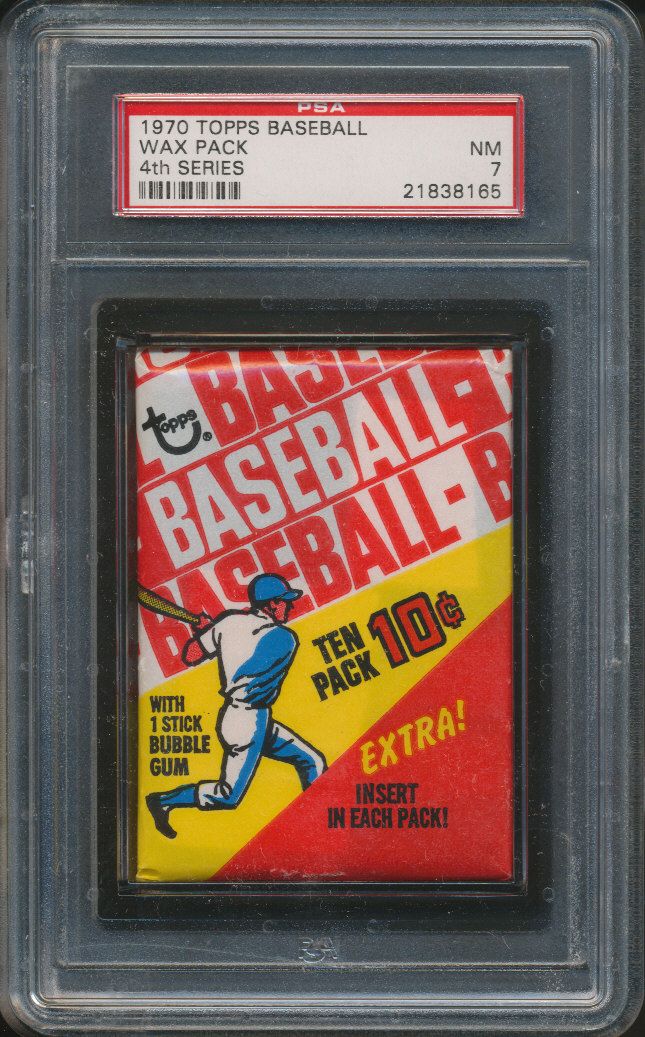 PSA
1970 TOPPS BASEBALL
WAX PACK NM
4th SERIES 7
21838165
BASEBALL
topps®
BASEBALL-
BASEBALL-B
TEN
PACK 10¢
WITH
1 STICK
BUBBLE
GUM
EXTRA!
INSERT
IN EACH PACK!
PSA